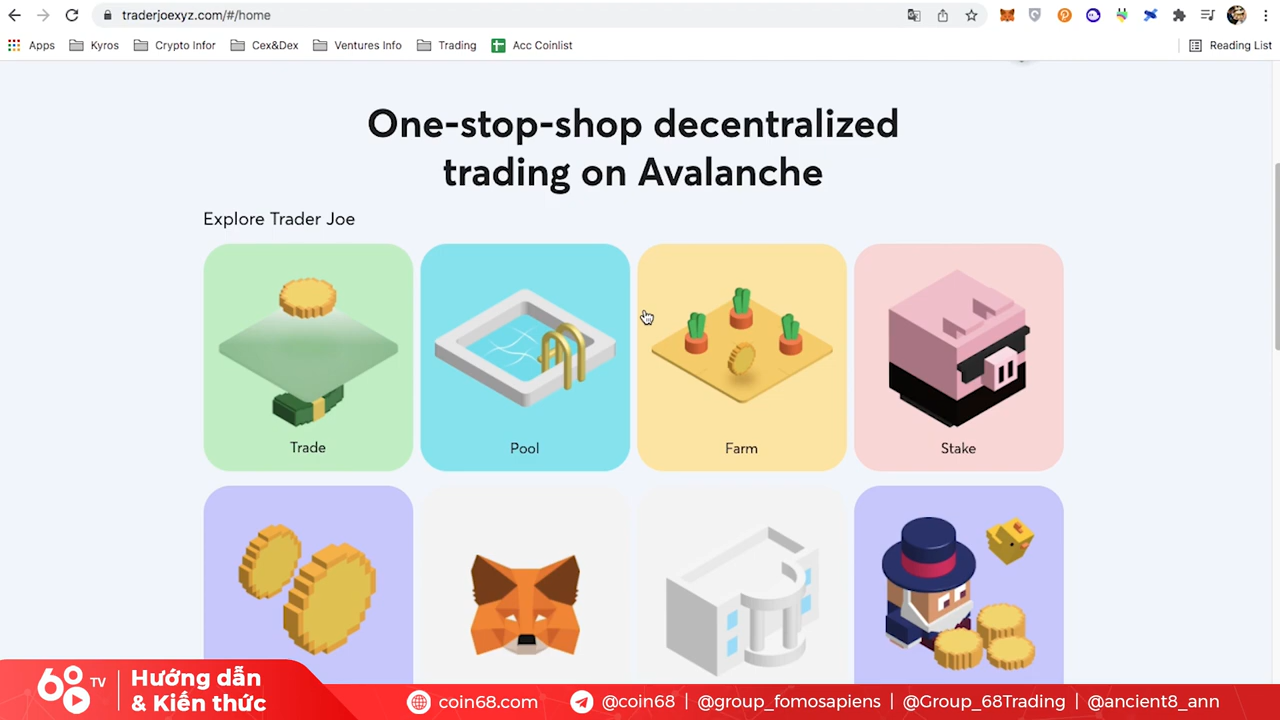 traderjoexyz.com/#/home
Apps Kyros Crypto Infor Cex&Dex Ventures Info Trading Acc Coinlist Reading List
One-stop-shop decentralized
trading on Avalanche
Explore Trader Joe
Trade Pool Farm Stake
68 TV
Hướng dẫn
& Kiến thức
coin68.com @coin68 | @group_fomosapiens | @Group_68Trading | @ancient8_ann